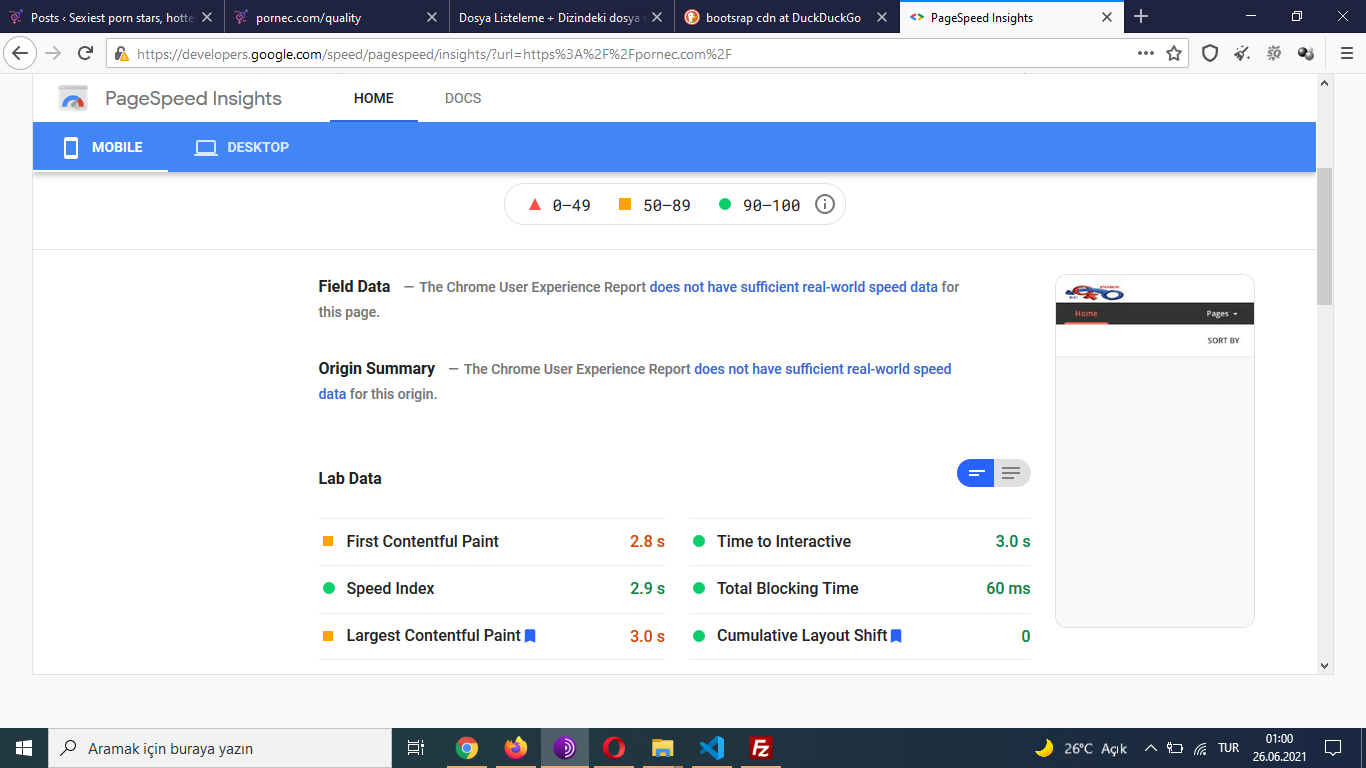 Posts ‹ Sexiest porn stars, hotte
pornec.com/quality
Dosya Listeleme + Dizindeki dosya
bootsrap cdn at DuckDuckGo
PageSpeed Insights
https://developers.google.com/speed/pagespeed/insights/?url=https%3A%2F%2Fpornec.com%2F
PageSpeed Insights
HOME
DOCS
MOBILE
DESKTOP
0–49
50–89
90–100
Field Data — The Chrome User Experience Report does not have sufficient real-world speed data for
this page.
PORN
EC
Home
Pages
SORT BY
Origin Summary — The Chrome User Experience Report does not have sufficient real-world speed
data for this origin.
Lab Data
First Contentful Paint 2.8 s
Time to Interactive 3.0 s
Speed Index 2.9 s
Total Blocking Time 60 ms
Largest Contentful Paint 3.0 s
Cumulative Layout Shift 0
Aramak için buraya yazın
Fz
26°C Açık
TUR
01:00
26.06.2021